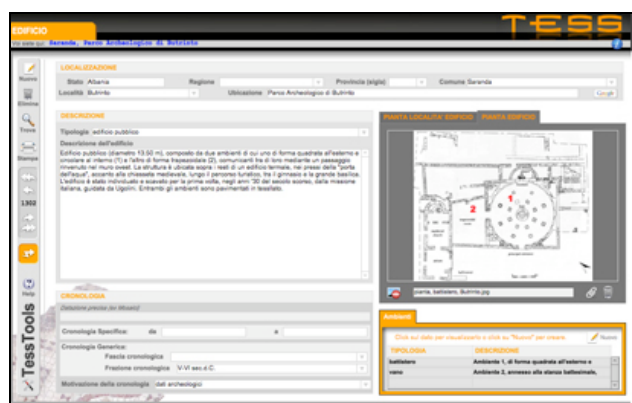 TESS
EDIFICIO
Voi siete qui: Saranda, Parco Archeologico di Butrinto
Nuovo
Elimina
Trova
Stampa
1302
Help
TessTools
LOCALIZZAZIONE
Stato Albania Regione Provincia (sigla) Comune Saranda
Località Butrinto Ubicazione Parco Archeologico di Butrinto Google
DESCRIZIONE
Tipologia edificio pubblico
Descrizione dell'edificio
Edificio pubblico (diametro 13.50 m), composto da due ambienti di cui uno di forma quadrata all'esterno e
circolare al interno (1) e l'altro di forma trapezoidale (2), comunicanti tra di loro mediante un passaggio
rinvenuto nel muro ovest. La struttura è ubicata sopra i resti di un edificio termale, nei pressi della "porta
dell'aqua", accanto alla chiesseta medievale, lungo il percorso turistico, tra il gimnasio e la grande basilica.
L'edificio è stato individuato e scavato per la prima volta, negli anni '30 del secolo scorso, dalla missione
italiana, guidata da Ugolini. Entrambi gli ambienti sono pavimentati in tessellato.
CRONOLOGIA
Datazione precisa (ex Mosaici)
Cronologia Specifica: da a
Cronologia Generica:
Fascia cronologica
Frazione cronologica V-VI sec.d.C.
Motivazione della cronologia dati archeologici
PIANTA LOCALITA' EDIFICIO PIANTA EDIFICIO
1
2
pianta, battistero, Butrinto.jpg
Ambienti
Click sul dato per visualizzarlo o click su "Nuovo" per creare. Nuovo
TIPOLOGIA DESCRIZIONE
battistero Ambiente 1, di forma quadrata all'esterno e
vano Ambiente 2, annesso alla stanza battesimale,